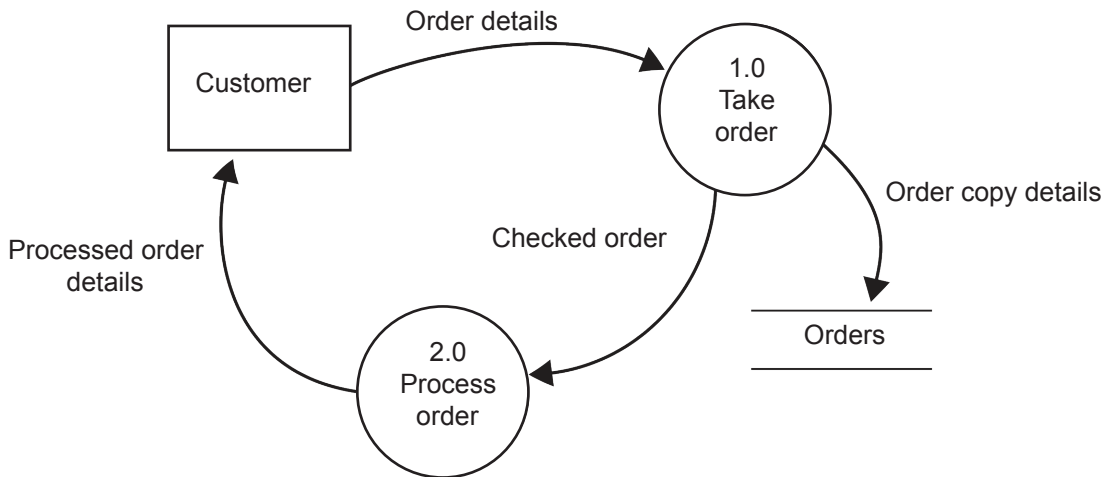 Order details
Customer
1.0
Take
order
Order copy details
Checked order
Processed order
details
Orders
2.0
Process
order